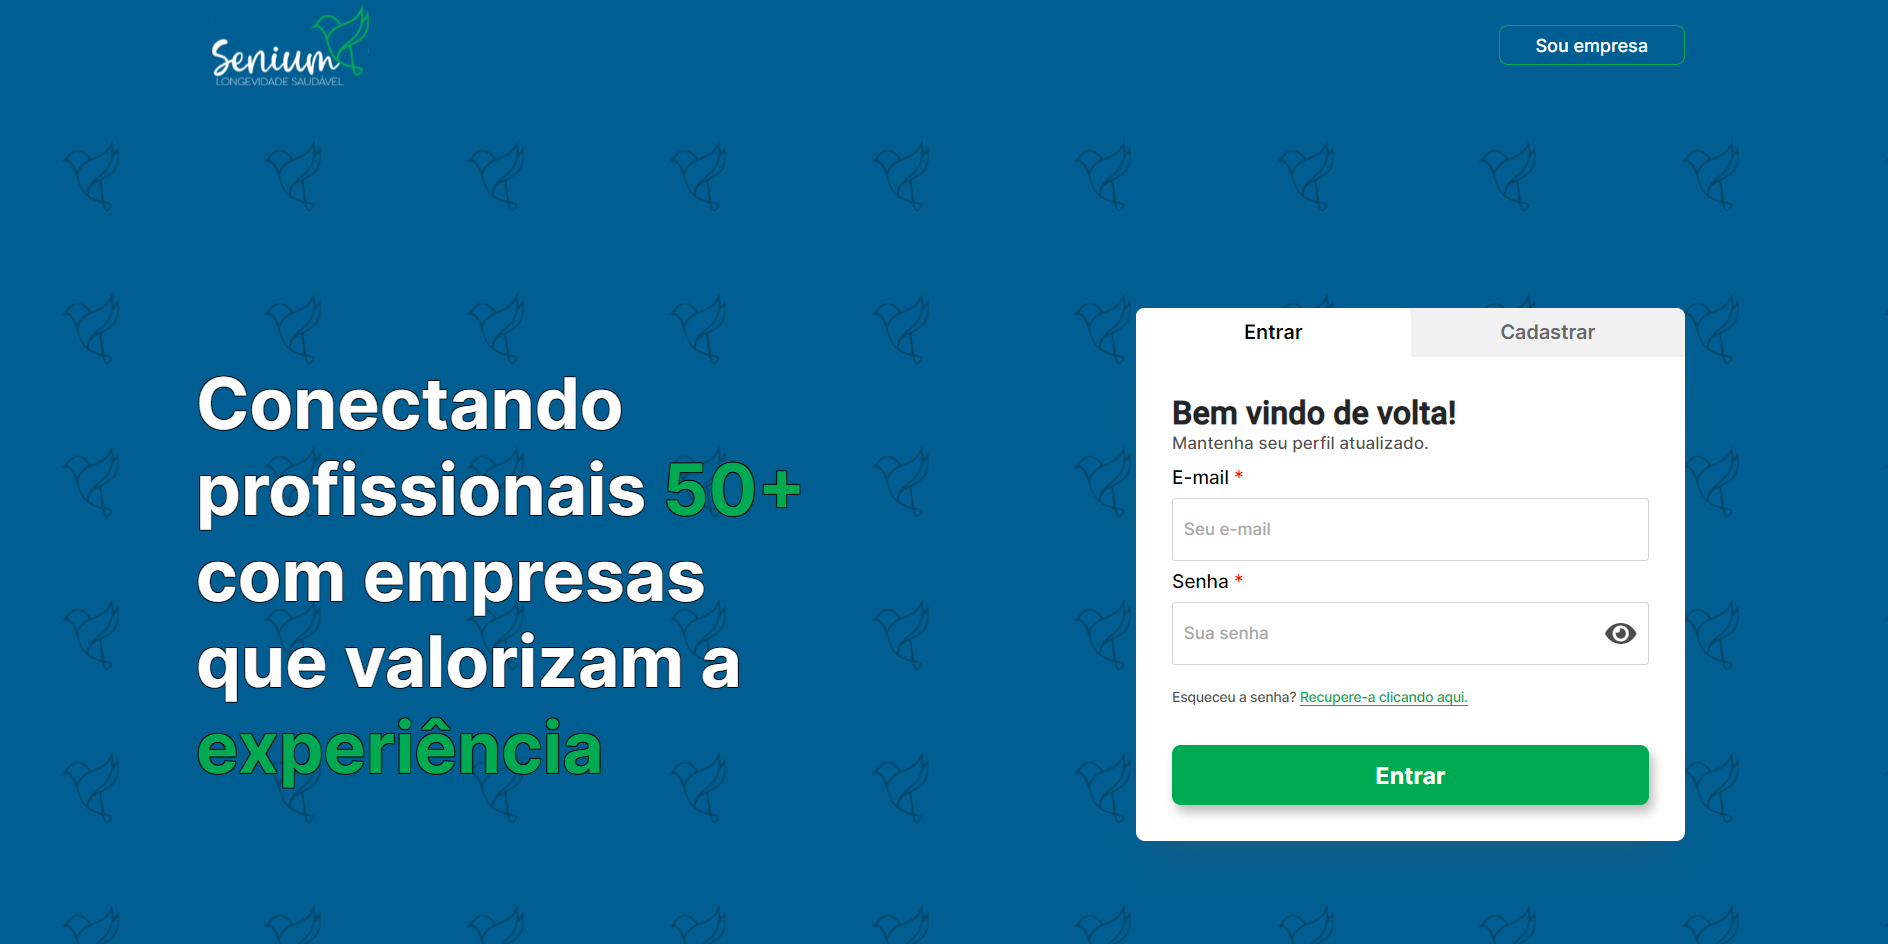 Senium
LONGEVIDADE SAUDÁVEL
Sou empresa
Conectando
profissionais 50+
com empresas
que valorizam a
experiência
Entrar
Cadastrar
Bem vindo de volta!
Mantenha seu perfil atualizado.
E-mail *
Seu e-mail
Senha *
Sua senha
Esqueceu a senha? Recupere-a clicando aqui.
Entrar